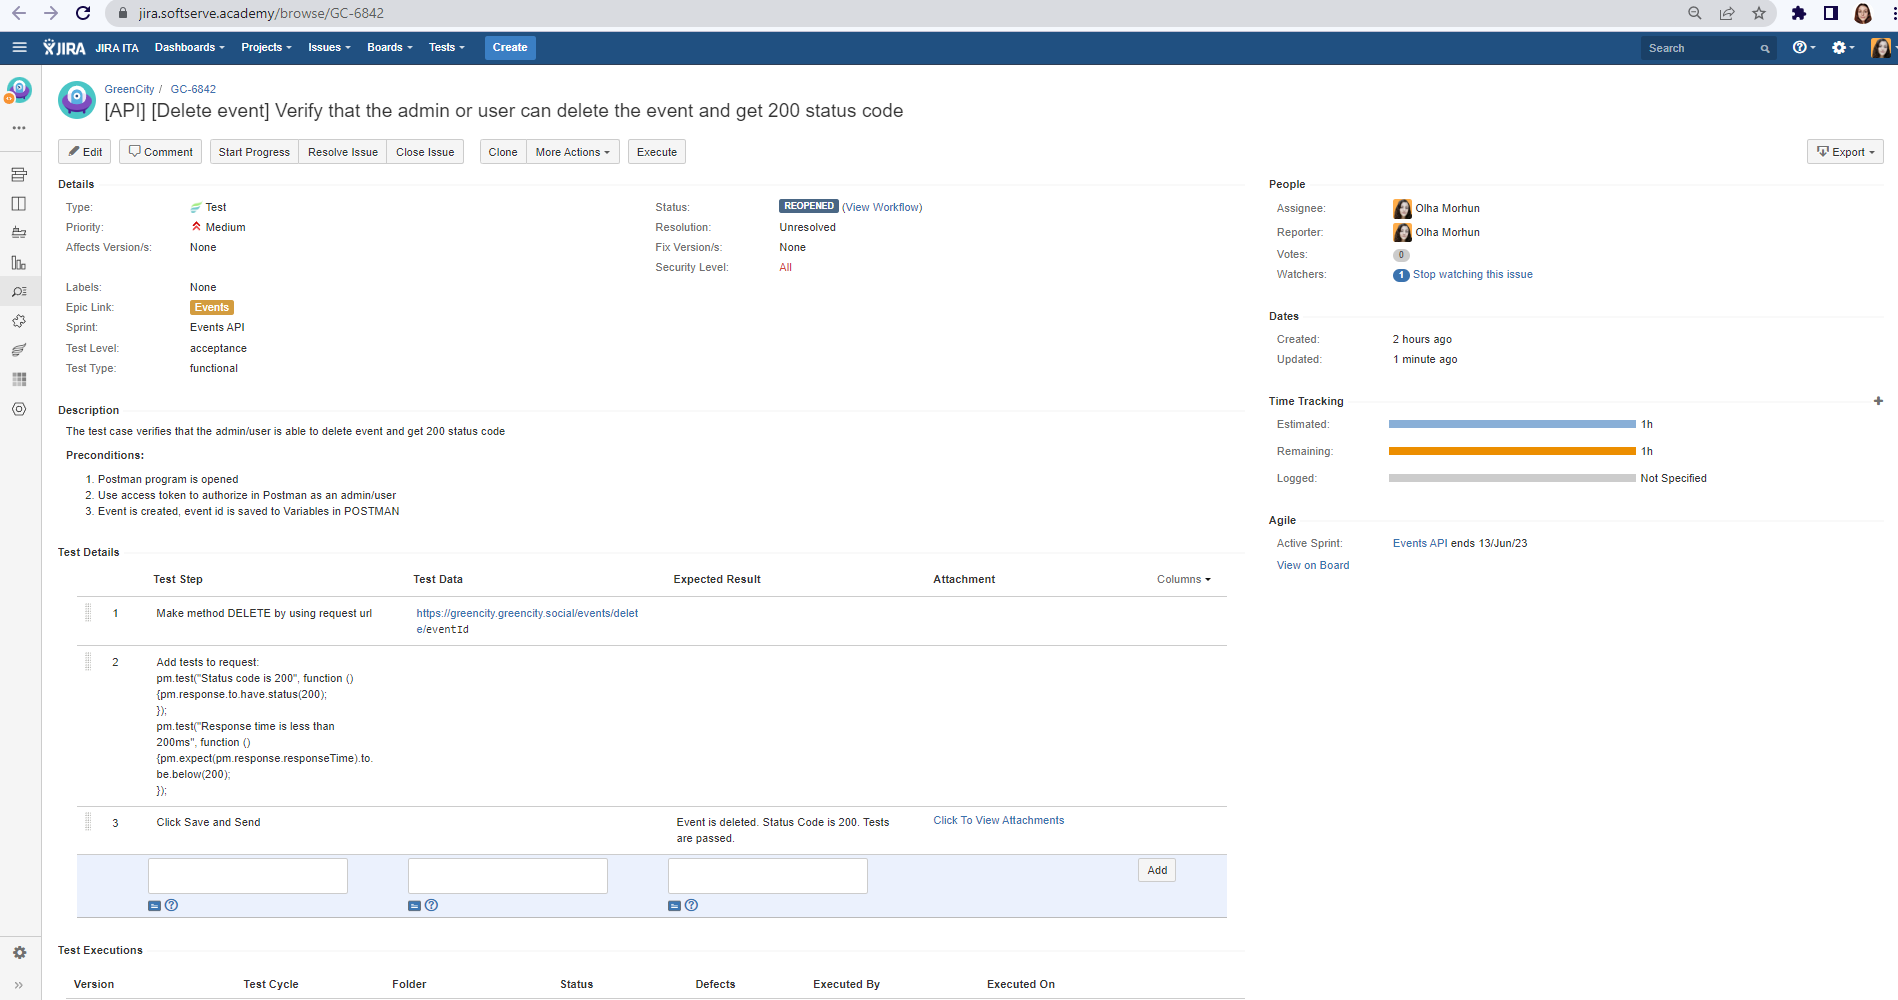 jira.softserve.academy/browse/GC-6842
JIRA JIRA ITA Dashboards Projects Issues Boards Tests Create Search
GreenCity / GC-6842
[API] [Delete event] Verify that the admin or user can delete the event and get 200 status code
Edit Comment Start Progress Resolve Issue Close Issue Clone More Actions Execute Export
Details
Type: Test
Priority: Medium
Affects Version/s: None
Labels: None
Epic Link: Events
Sprint: Events API
Test Level: acceptance
Test Type: functional
Status: REOPENED (View Workflow)
Resolution: Unresolved
Fix Version/s: None
Security Level: All
Description
The test case verifies that the admin/user is able to delete event and get 200 status code
Preconditions:
1. Postman program is opened
2. Use access token to authorize in Postman as an admin/user
3. Event is created, event id is saved to Variables in POSTMAN
Test Details
Test Step Test Data Expected Result Attachment Columns
1 Make method DELETE by using request url
https://greencity.greencity.social/events/delet
e/eventId
2 Add tests to request:
pm.test("Status code is 200", function ()
{pm.response.to.have.status(200);
});
pm.test("Response time is less than
200ms", function ()
{pm.expect(pm.response.responseTime).to.
be.below(200);
});
3 Click Save and Send
Event is deleted. Status Code is 200. Tests
are passed.
Click To View Attachments
Add
Test Executions
Version Test Cycle Folder Status Defects Executed By Executed On
People
Assignee: Olha Morhun
Reporter: Olha Morhun
Votes: 0
Watchers: 1 Stop watching this issue
Dates
Created: 2 hours ago
Updated: 1 minute ago
Time Tracking
Estimated: 1h
Remaining: 1h
Logged: Not Specified
Agile
Active Sprint: Events API ends 13/Jun/23
View on Board